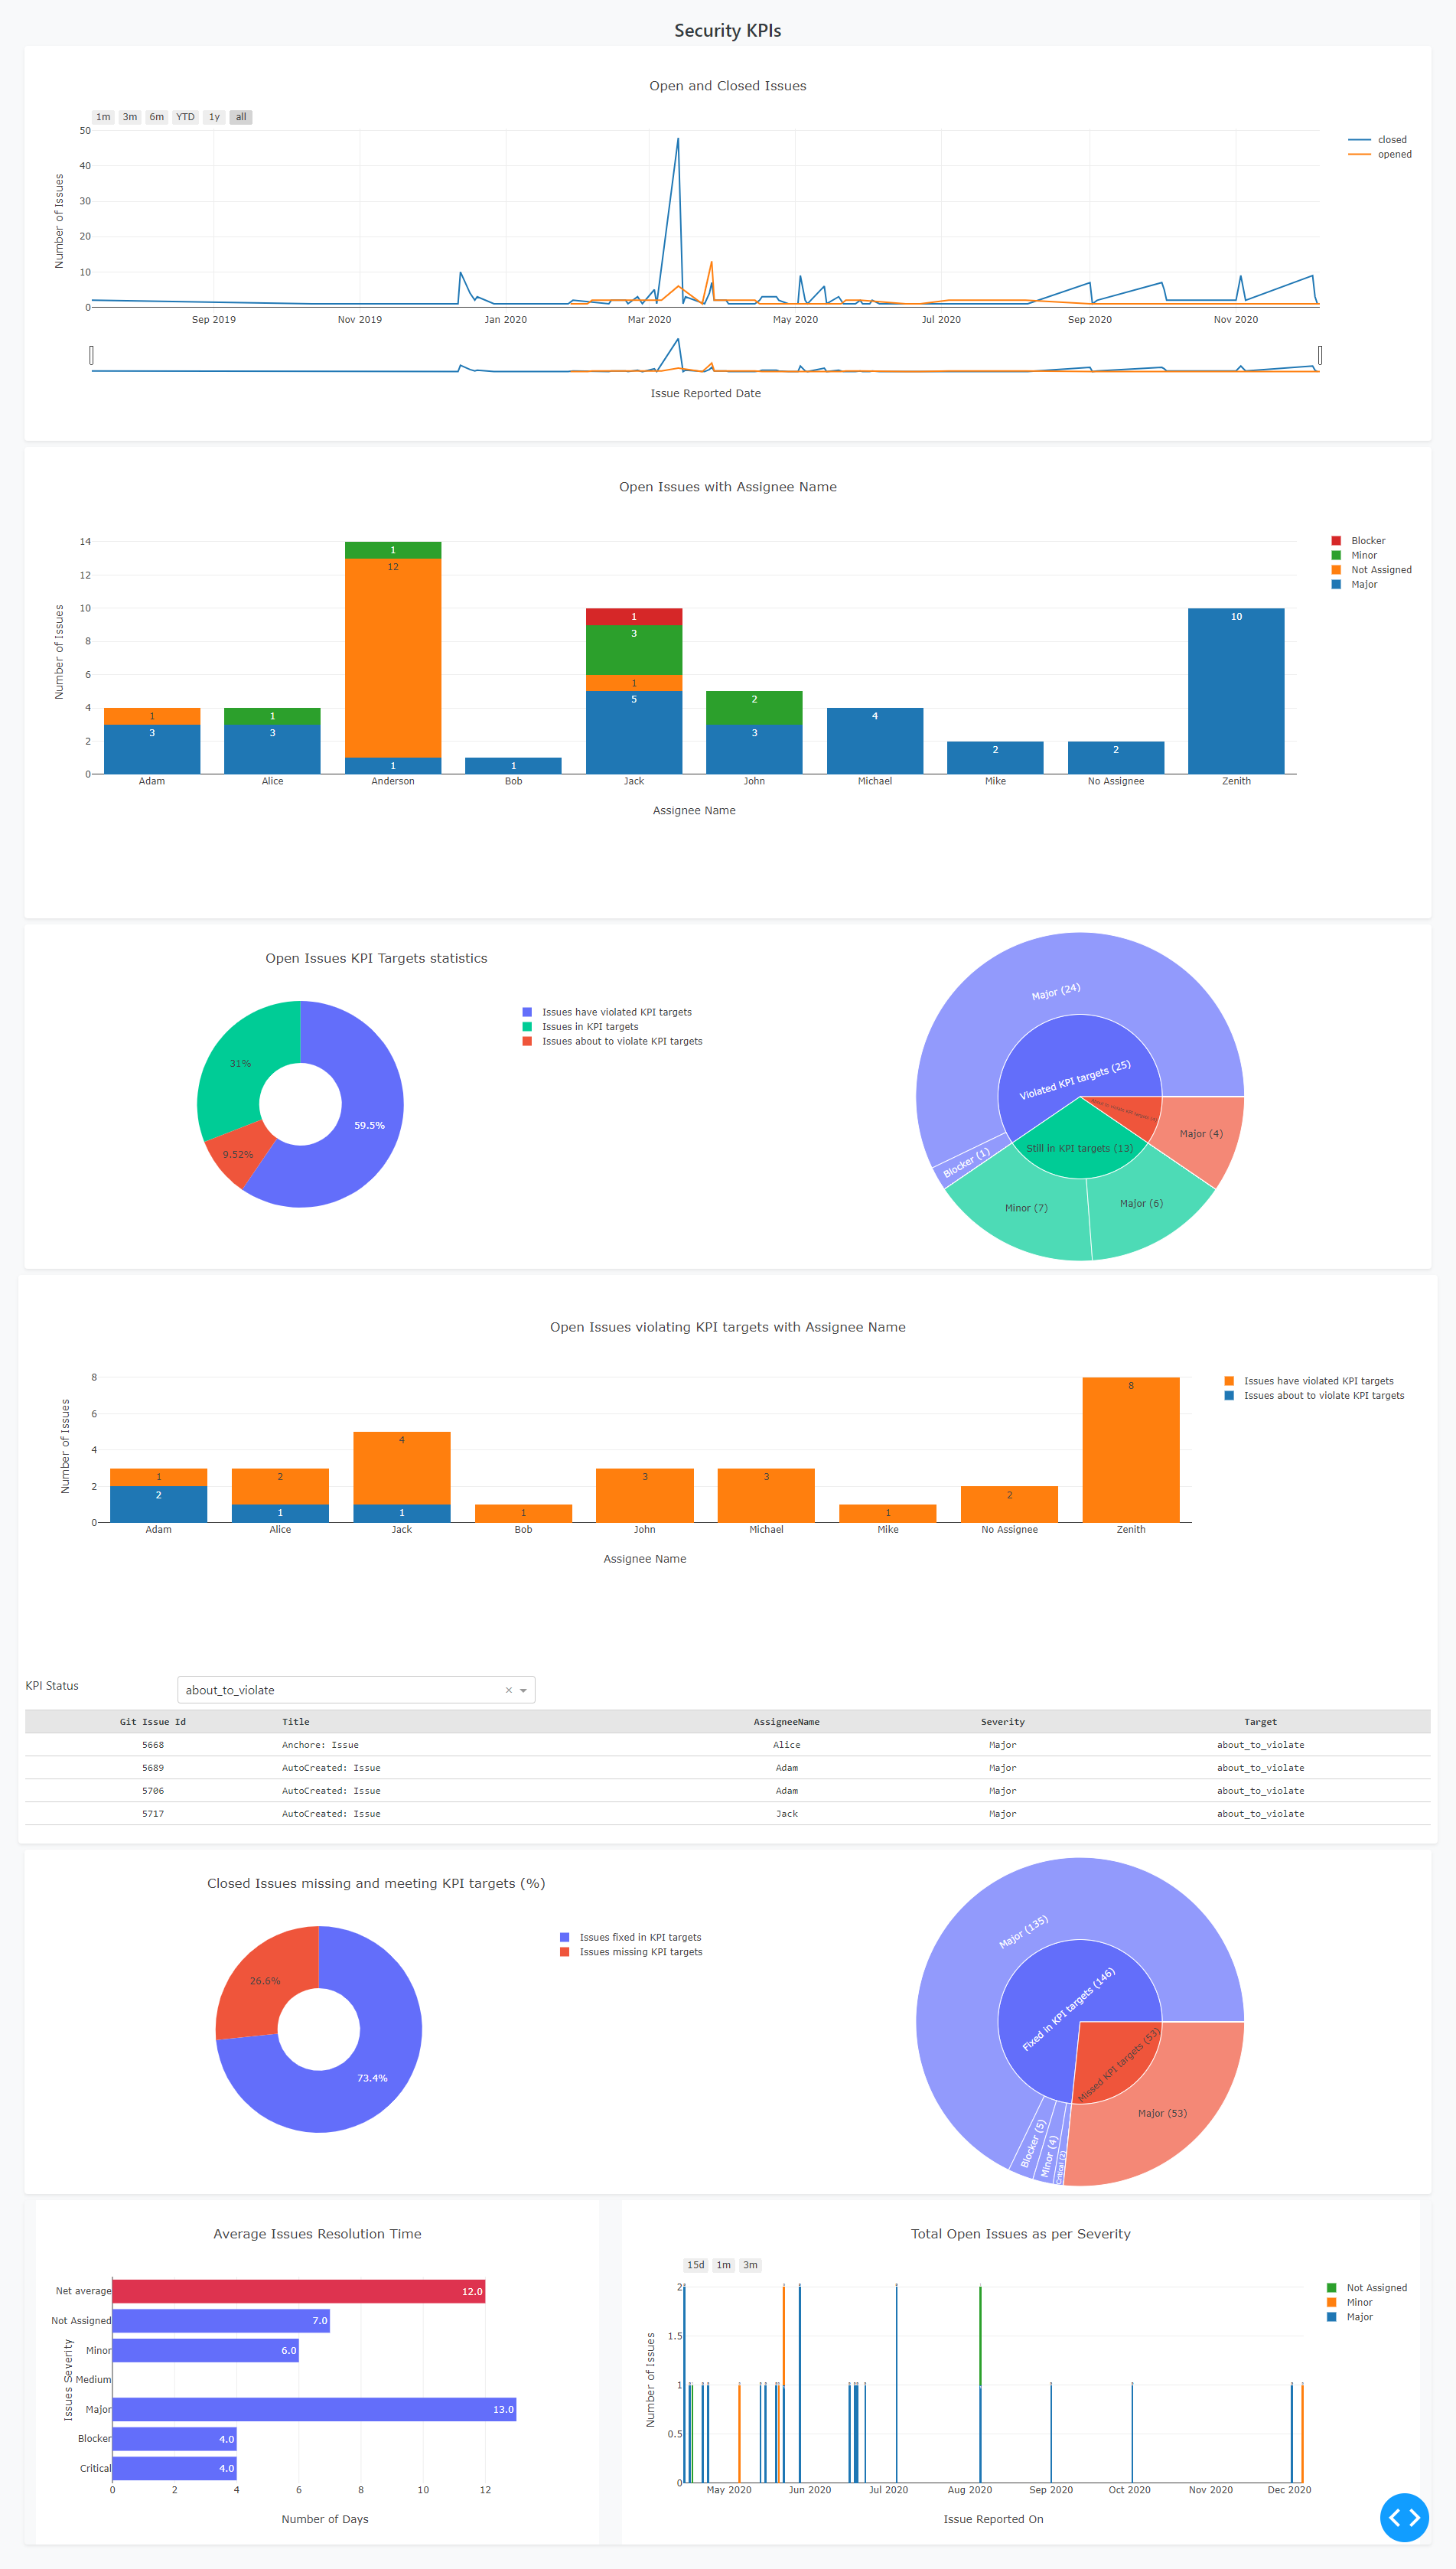 Security KPIs
Open and Closed Issues
1m 3m 6m YTD 1y all
50
40
30
20
10
0
Number of Issues
closed
opened
Sep 2019 Nov 2019 Jan 2020 Mar 2020 May 2020 Jul 2020 Sep 2020 Nov 2020
Issue Reported Date
Open Issues with Assignee Name
14
12
10
8
6
4
2
0
Number of Issues
Blocker
Minor
Not Assigned
Major
1 3
1 3
1 12 1
1
1 3 1 5
2 3
4
2
2
10
Adam Alice Anderson Bob Jack John Michael Mike No Assignee Zenith
Assignee Name
Open Issues KPI Targets statistics
31%
9.52%
59.5%
Issues have violated KPI targets
Issues in KPI targets
Issues about to violate KPI targets
Major (24)
Violated KPI targets (25)
Blocker (1)
Still in KPI targets (13)
Major (4)
Minor (7)
Major (6)
Open Issues violating KPI targets with Assignee Name
8
6
4
2
0
Number of Issues
Issues have violated KPI targets
Issues about to violate KPI targets
1 2
2 1
4 1
1
3
3
1
2
8
Adam Alice Jack Bob John Michael Mike No Assignee Zenith
Assignee Name
KPI Status about_to_violate
Git Issue Id Title AssigneeName Severity Target
5668 Anchore: Issue Alice Major about_to_violate
5689 AutoCreated: Issue Adam Major about_to_violate
5706 AutoCreated: Issue Adam Major about_to_violate
5717 AutoCreated: Issue Jack Major about_to_violate
Closed Issues missing and meeting KPI targets (%)
26.6%
73.4%
Issues fixed in KPI targets
Issues missing KPI targets
Major (135)
Fixed in KPI targets (146)
Missed KPI targets (53)
Major (53)
Blocker (5)
Minor (4)
Critical (2)
Average Issues Resolution Time
Issues Severity
Net average 12.0
Not Assigned 7.0
Minor 6.0
Medium
Major 13.0
Blocker 4.0
Critical 4.0
0 2 4 6 8 10 12
Number of Days
Total Open Issues as per Severity
15d 1m 3m
2
1.5
1
0.5
0
Number of Issues
Not Assigned
Minor
Major
May 2020 Jun 2020 Jul 2020 Aug 2020 Sep 2020 Oct 2020 Nov 2020 Dec 2020
Issue Reported On